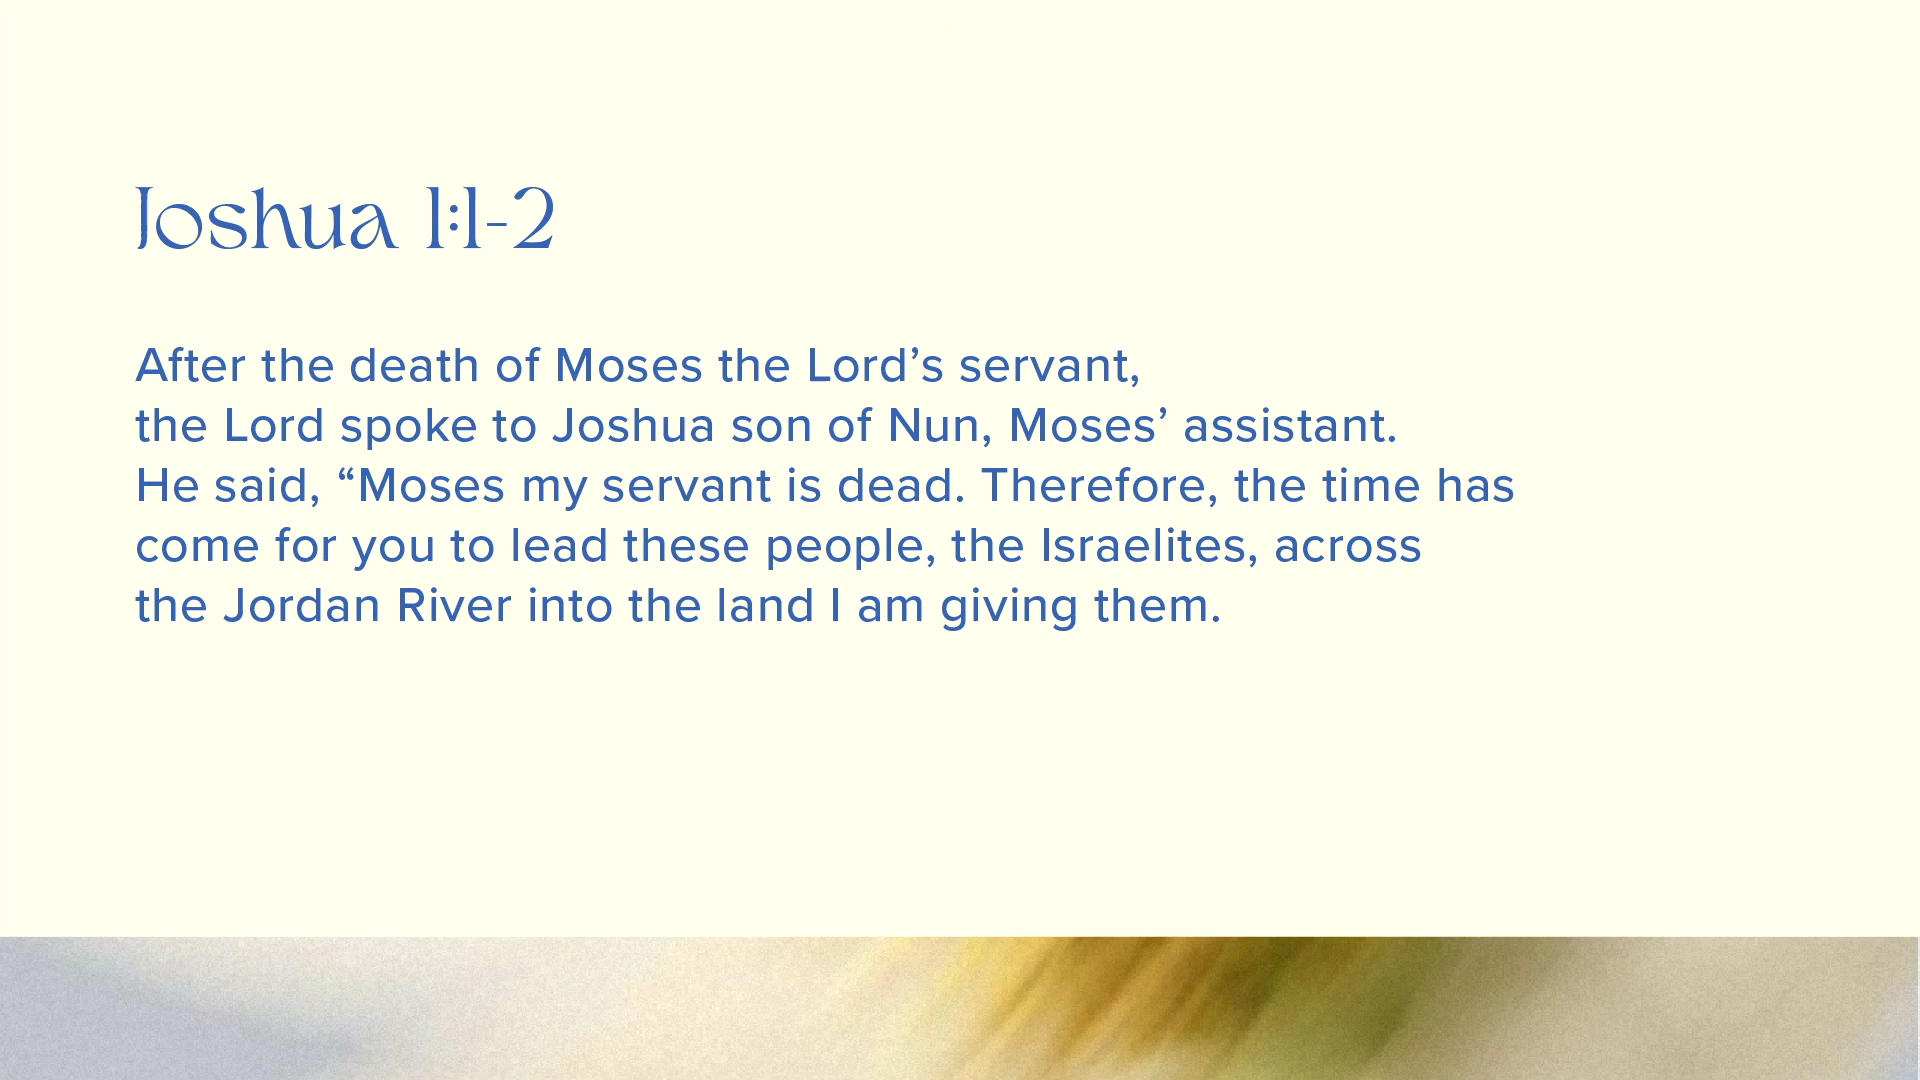 Joshua 1:1-2
After the death of Moses the Lord’s servant,
the Lord spoke to Joshua son of Nun, Moses’ assistant.
He said, “Moses my servant is dead. Therefore, the time has
come for you to lead these people, the Israelites, across
the Jordan River into the land I am giving them.